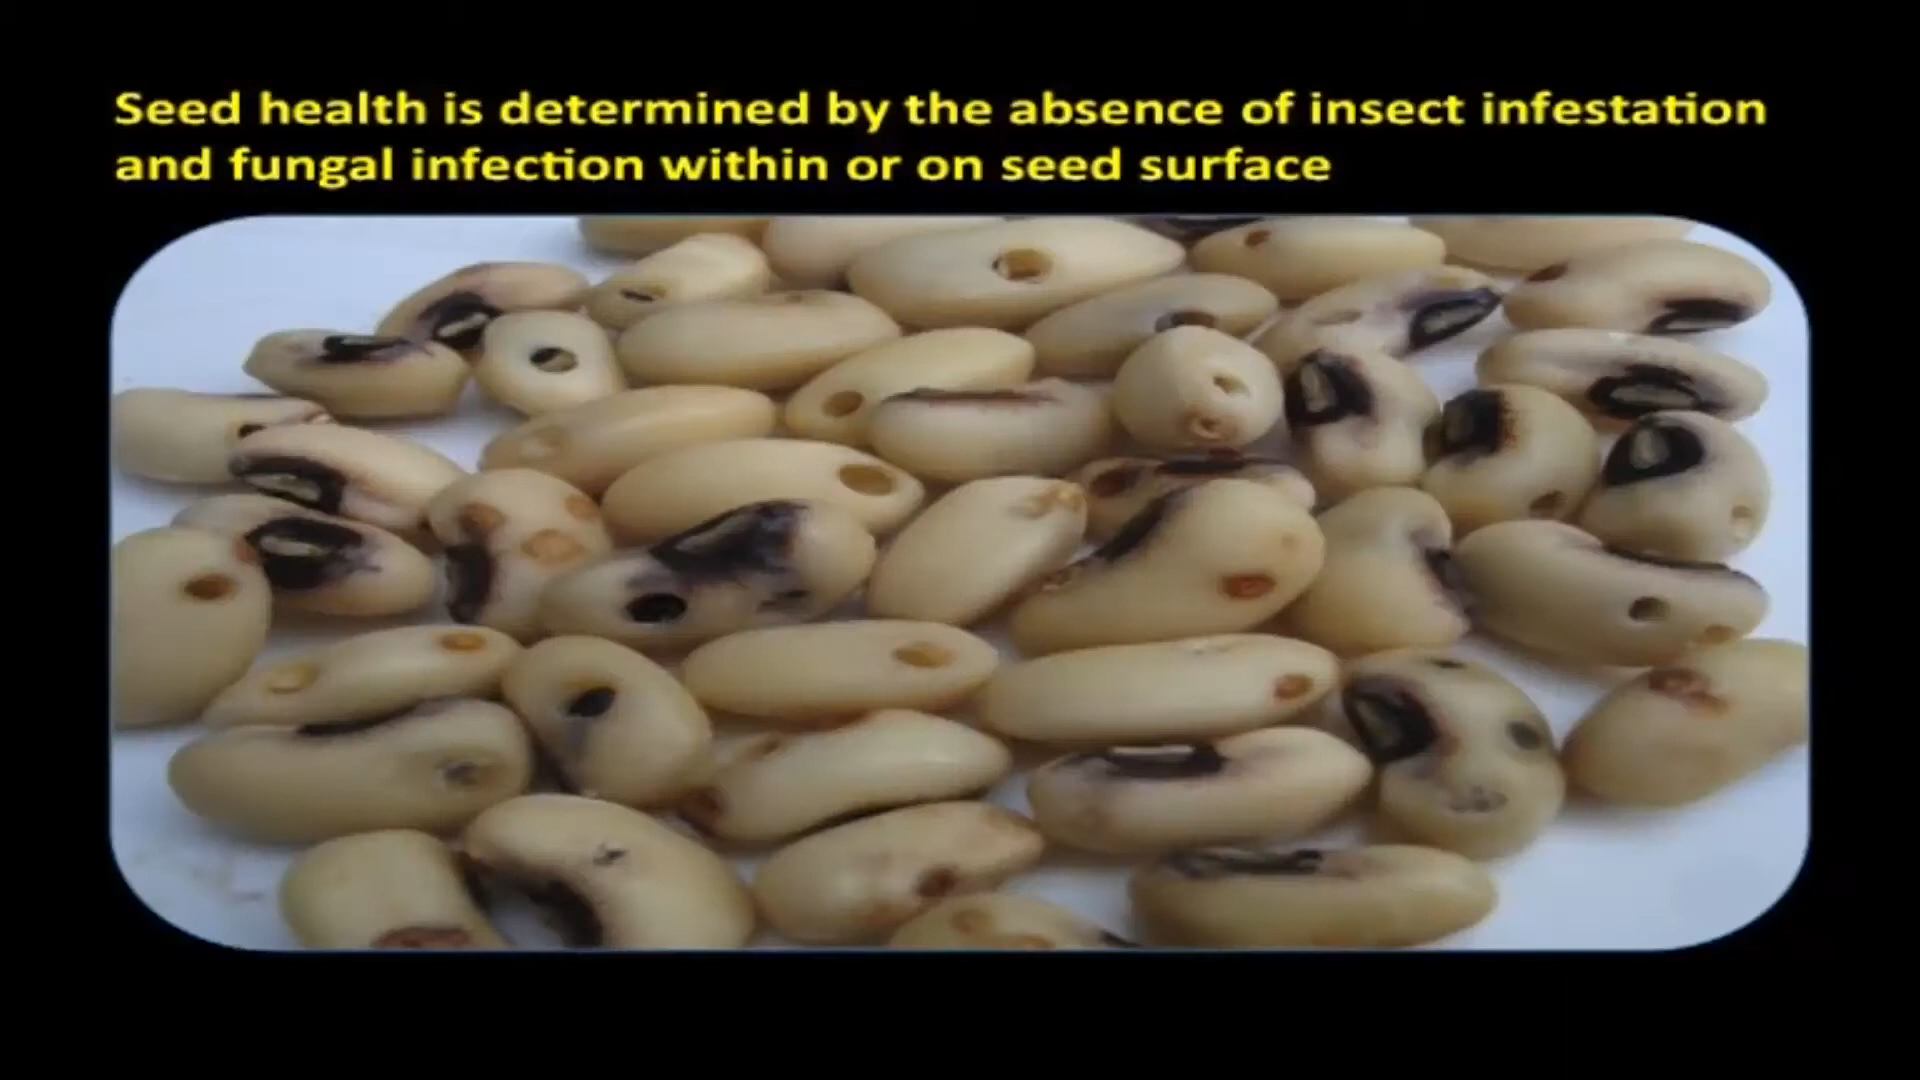 Seed health is determined by the absence of insect infestation
and fungal infection within or on seed surface